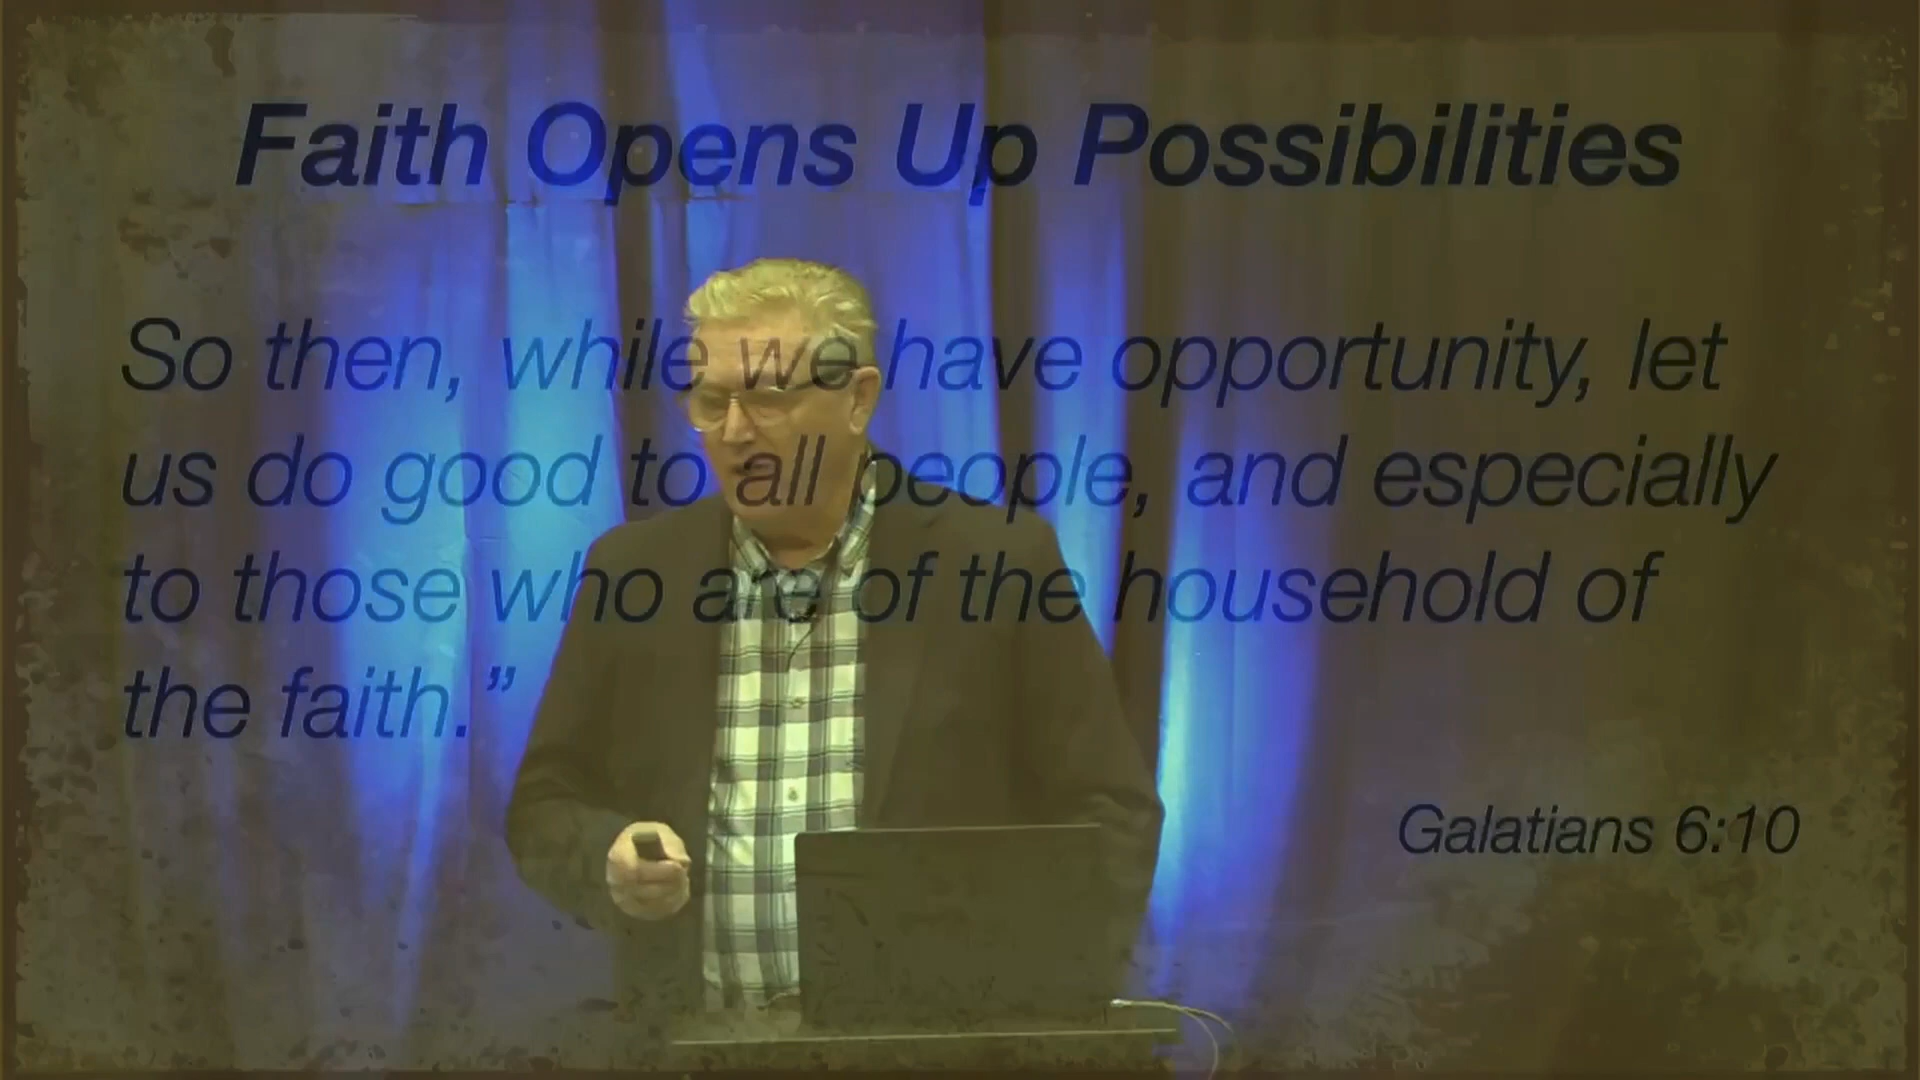 Faith Opens Up Possibilities
So then, while we have opportunity, let
us do good to all people, and especially
to those who are of the household of
the faith.”
Galatians 6:10